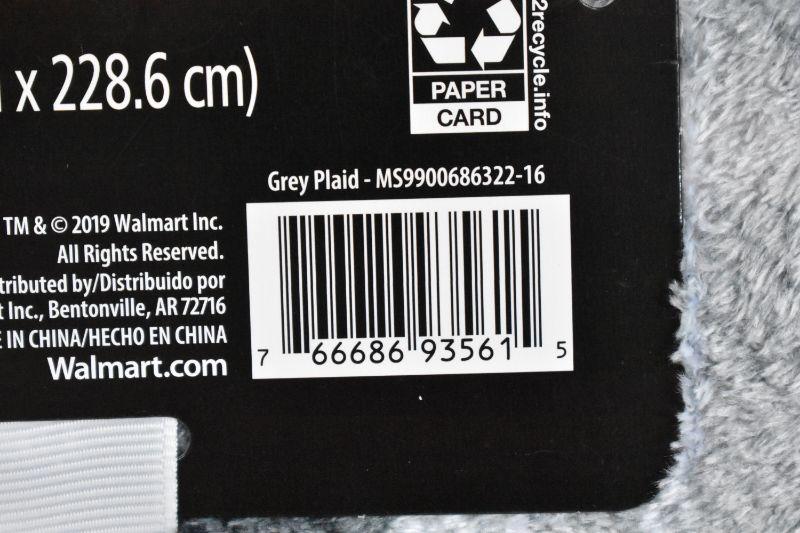 x 228.6 cm)
2recycle.info
PAPER
CARD
Grey Plaid - MS9900686322-16
TM & © 2019 Walmart Inc.
All Rights Reserved.
tributed by/Distribuido por
t Inc., Bentonville, AR 72716
E IN CHINA/HECHO EN CHINA
Walmart.com
7 66686 93561 5